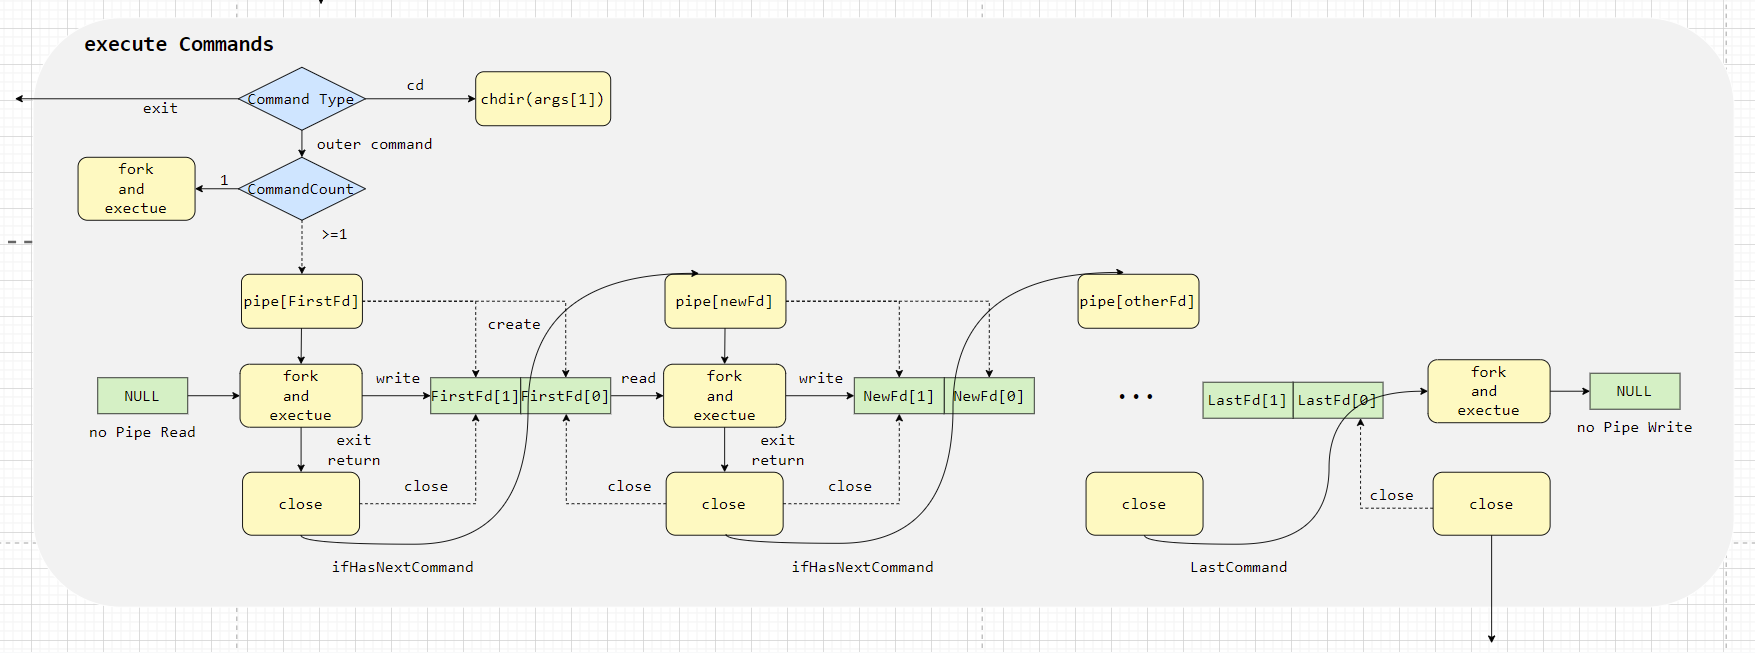 execute Commands
Command Type
cd
chdir(args[1])
exit
outer command
fork
and
exectue
1
CommandCount
>=1
pipe[FirstFd]
create
pipe[newFd]
pipe[otherFd]
NULL
no Pipe Read
fork
and
exectue
write
FirstFd[1]
FirstFd[0]
read
fork
and
exectue
write
NewFd[1]
NewFd[0]
...
LastFd[1]
LastFd[0]
fork
and
exectue
NULL
no Pipe Write
exit
return
exit
return
close
close
close
close
close
close
close
close
ifHasNextCommand
ifHasNextCommand
LastCommand